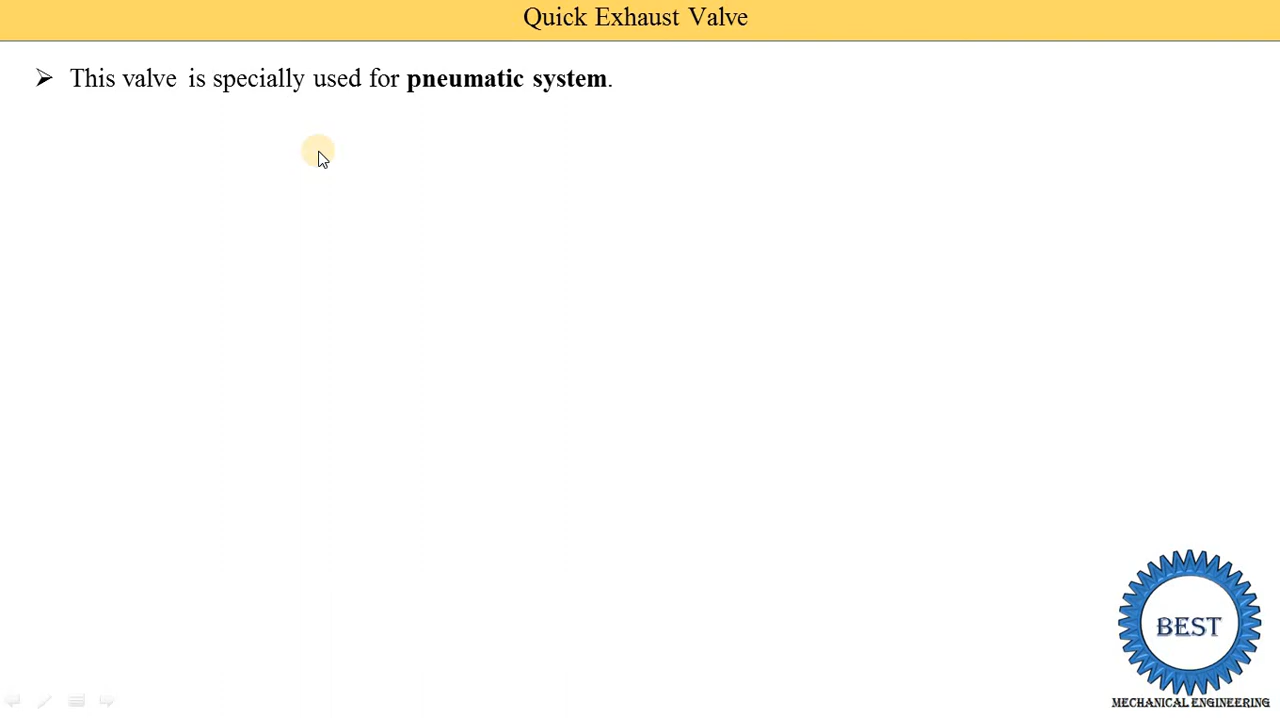 Quick Exhaust Valve
➢ This valve is specially used for pneumatic system.
BEST
MECHANICAL ENGINEERING